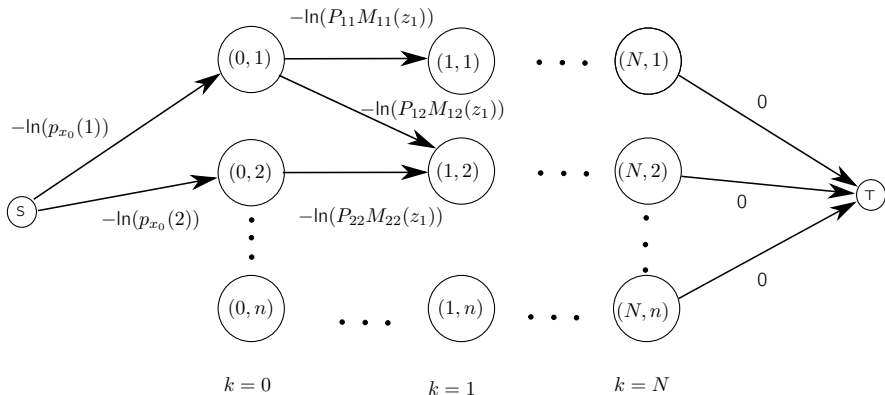 −ln(P₁₁M₁₁(z₁))
(0, 1)
(1, 1)
(N, 1)
0
−ln(P₁₂M₁₂(z₁))
−ln(pₓ₀(1))
(0, 2)
(1, 2)
(N, 2)
S
T
−ln(pₓ₀(2))
−ln(P₂₂M₂₂(z₁))
0
0
(0, n)
(1, n)
(N, n)
k = 0
k = 1
k = N